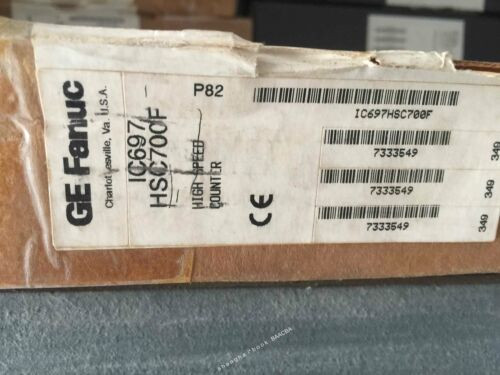 GE Fanuc
Charlottesville, Va. U.S.A.
IC697
HSC700F
HIGH SPEED
COUNTER
P82
IC697HSC700F
7333549
349
7333549
349
7333549
349
CE